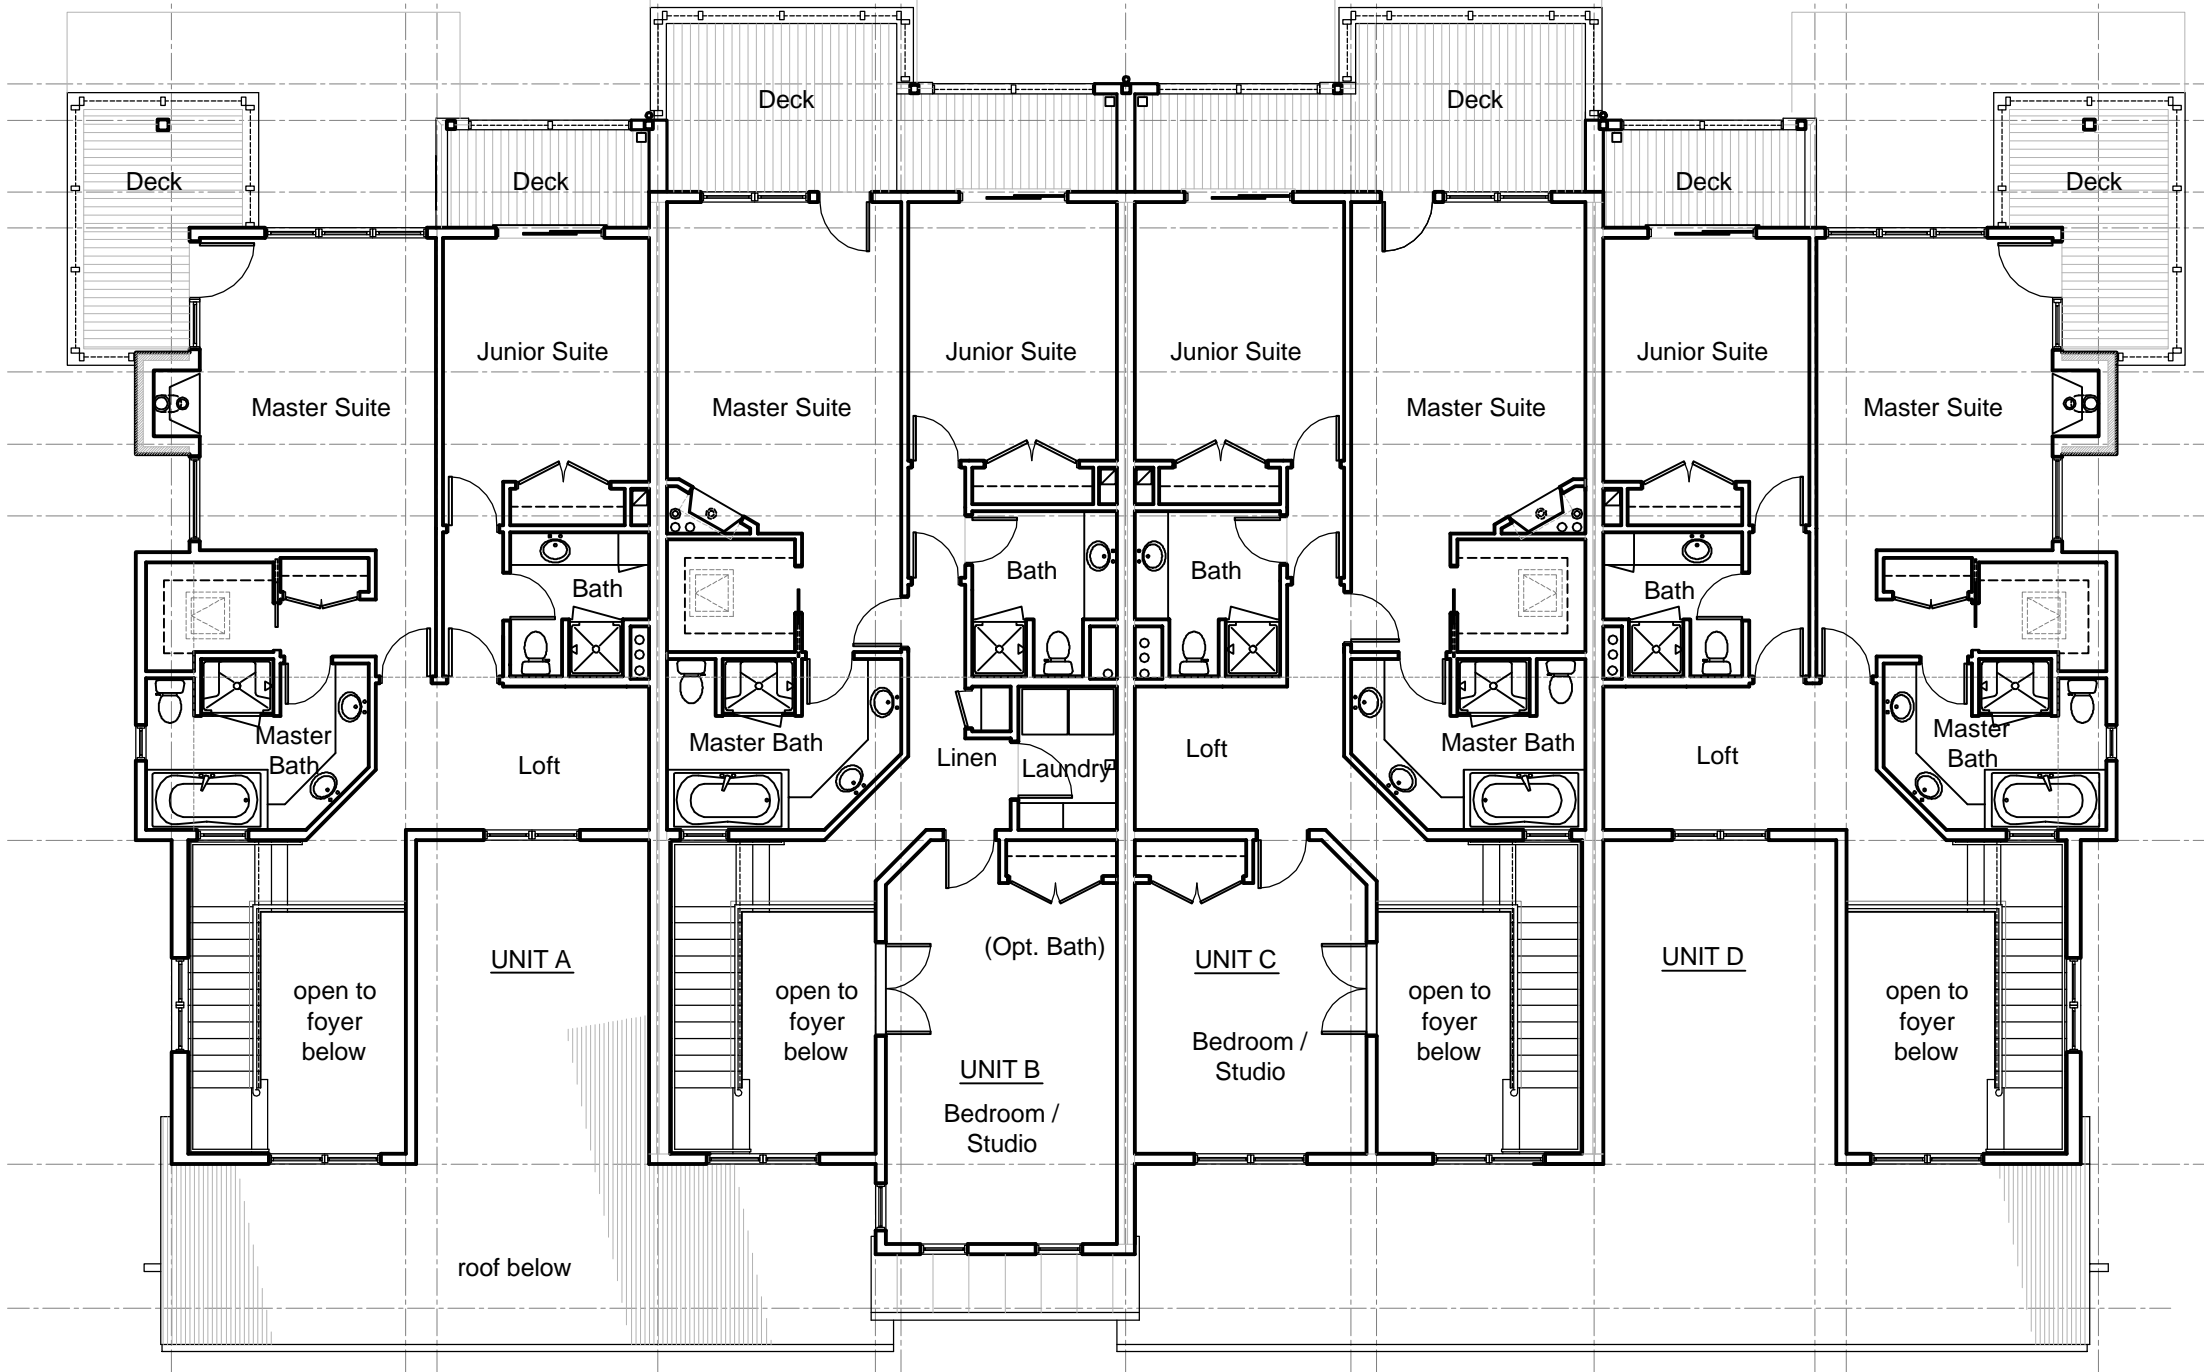 Deck
Deck
Deck
Deck
Deck
Deck
Junior Suite
Junior Suite
Junior Suite
Junior Suite
Master Suite
Master Suite
Master Suite
Master Suite
Bath
Bath
Bath
Bath
Master
Bath
Master Bath
Linen
Laundry
Loft
Loft
Master Bath
Loft
Master
Bath
UNIT A
(Opt. Bath)
UNIT C
UNIT D
open to
foyer
below
open to
foyer
below
UNIT B
Bedroom /
Studio
Bedroom /
Studio
open to
foyer
below
open to
foyer
below
roof below